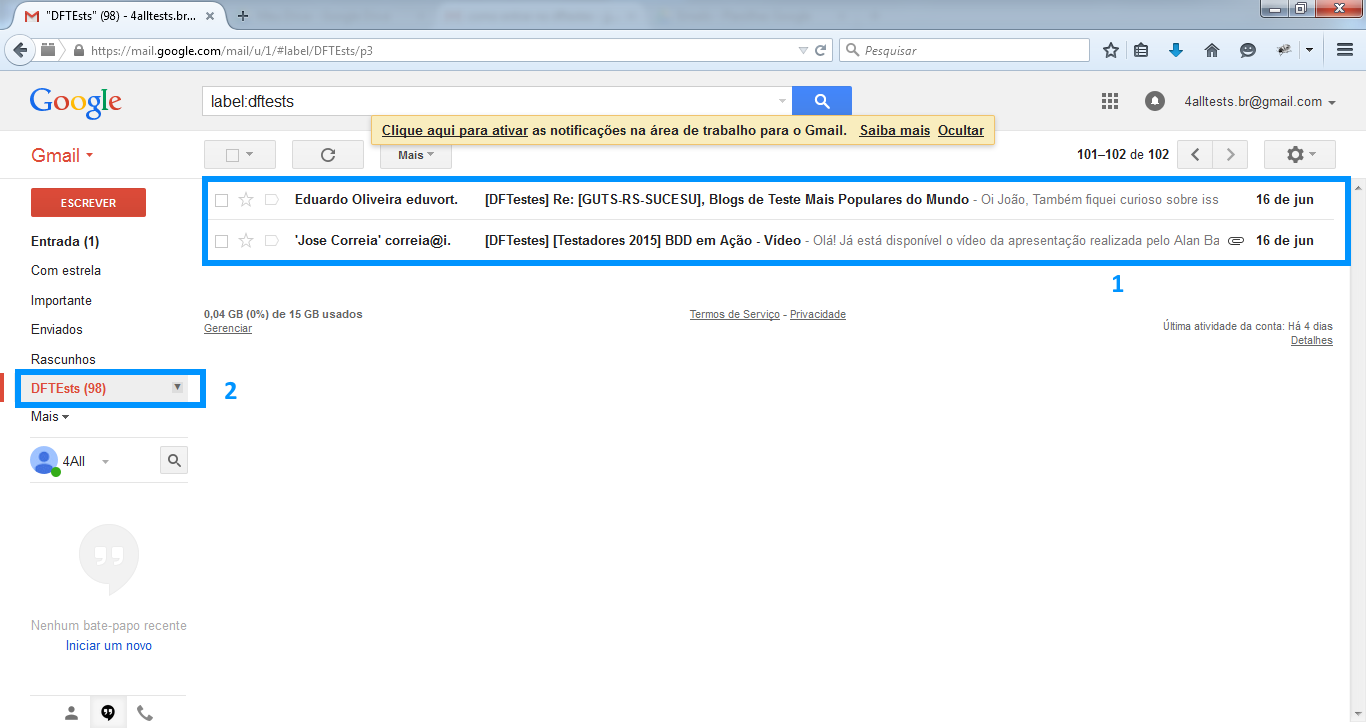 "DFTEsts" (98) - 4alltests.br...
https://mail.google.com/mail/u/1/#label/DFTEsts/p3
Pesquisar
Google
label:dftests
4alltests.br@gmail.com
Clique aqui para ativar as notificações na área de trabalho para o Gmail. Saiba mais Ocultar
Gmail
Mais
101–102 de 102
ESCREVER
Eduardo Oliveira eduvort. [DFTestes] Re: [GUTS-RS-SUCESU], Blogs de Teste Mais Populares do Mundo - Oi João, Também fiquei curioso sobre iss 16 de jun
'Jose Correia' correia@i. [DFTestes] [Testadores 2015] BDD em Ação - Vídeo - Olá! Já está disponível o vídeo da apresentação realizada pelo Alan Ba 16 de jun
1
Entrada (1)
Com estrela
Importante
Enviados
Rascunhos
DFTEsts (98)
2
Mais
0,04 GB (0%) de 15 GB usados
Gerenciar
Termos de Serviço - Privacidade
Última atividade da conta: Há 4 dias
Detalhes
4All
Nenhum bate-papo recente
Iniciar um novo